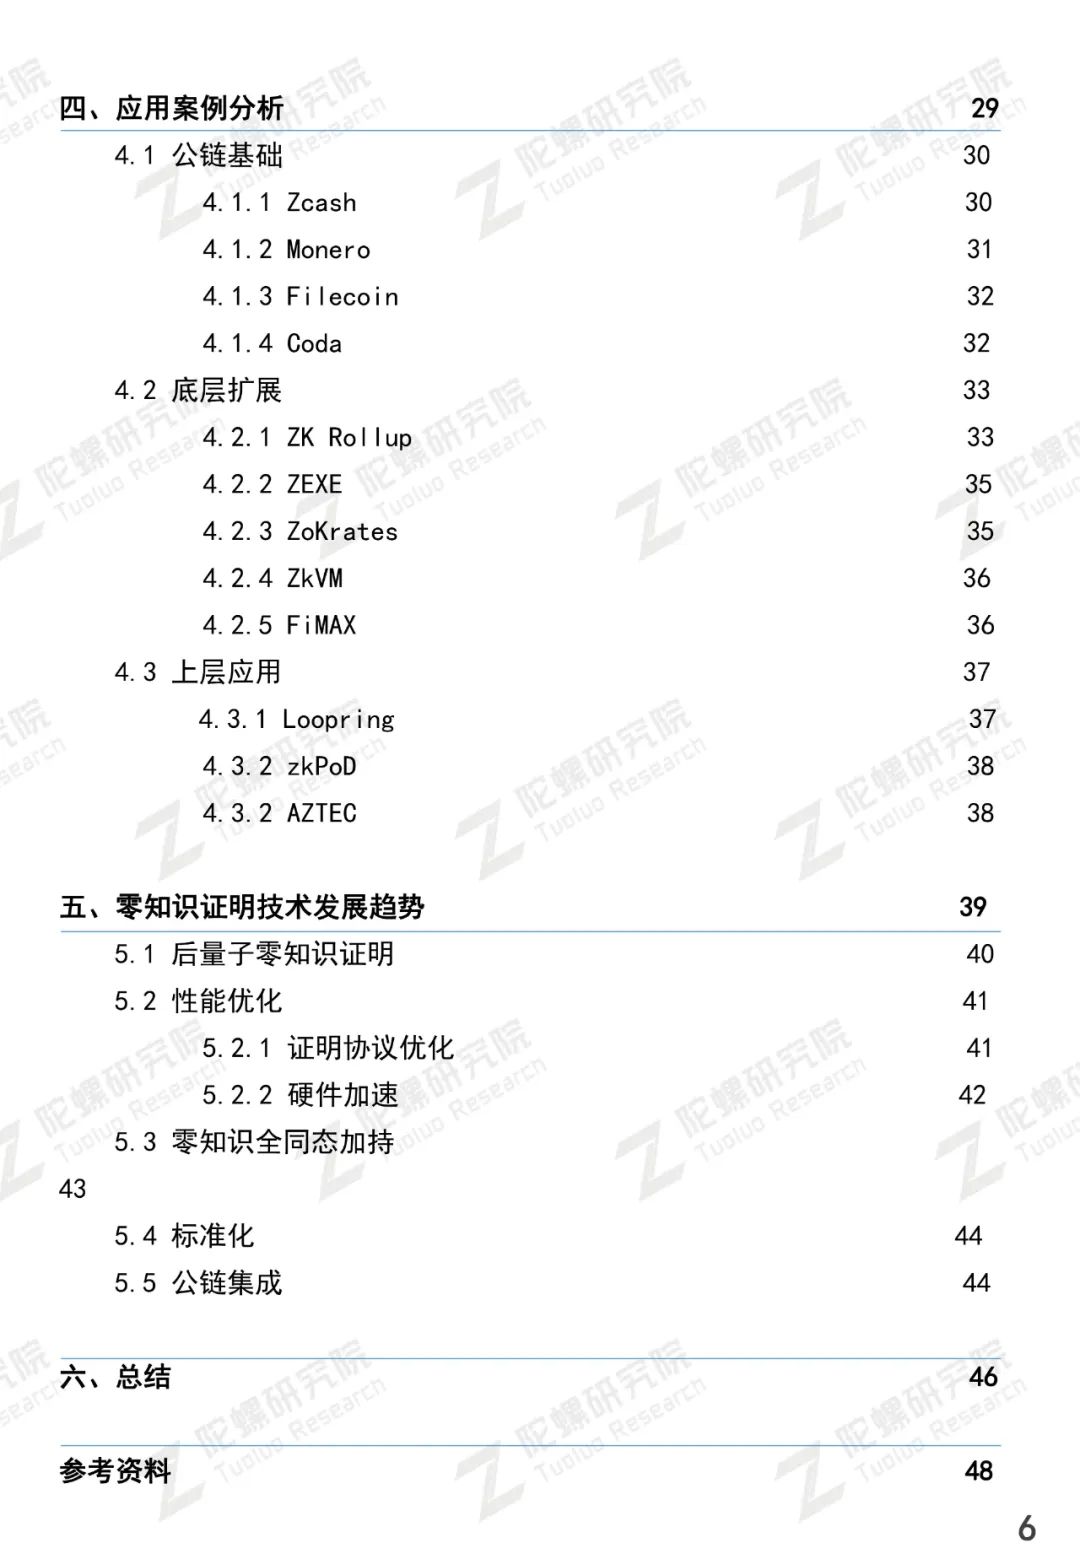 四、应用案例分析 29
4.1 公链基础 30
4.1.1 Zcash 30
4.1.2 Monero 31
4.1.3 Filecoin 32
4.1.4 Coda 32
4.2 底层扩展 33
4.2.1 ZK Rollup 33
4.2.2 ZEXE 35
4.2.3 ZoKrates 35
4.2.4 ZkVM 36
4.2.5 FiMAX 36
4.3 上层应用 37
4.3.1 Loopring 37
4.3.2 zkPoD 38
4.3.2 AZTEC 38
五、零知识证明技术发展趋势 39
5.1 后量子零知识证明 40
5.2 性能优化 41
5.2.1 证明协议优化 41
5.2.2 硬件加速 42
5.3 零知识全同态加持
43
5.4 标准化 44
5.5 公链集成 44
六、总结 46
参考资料 48
6
陀螺研究院
Tuoluo Research